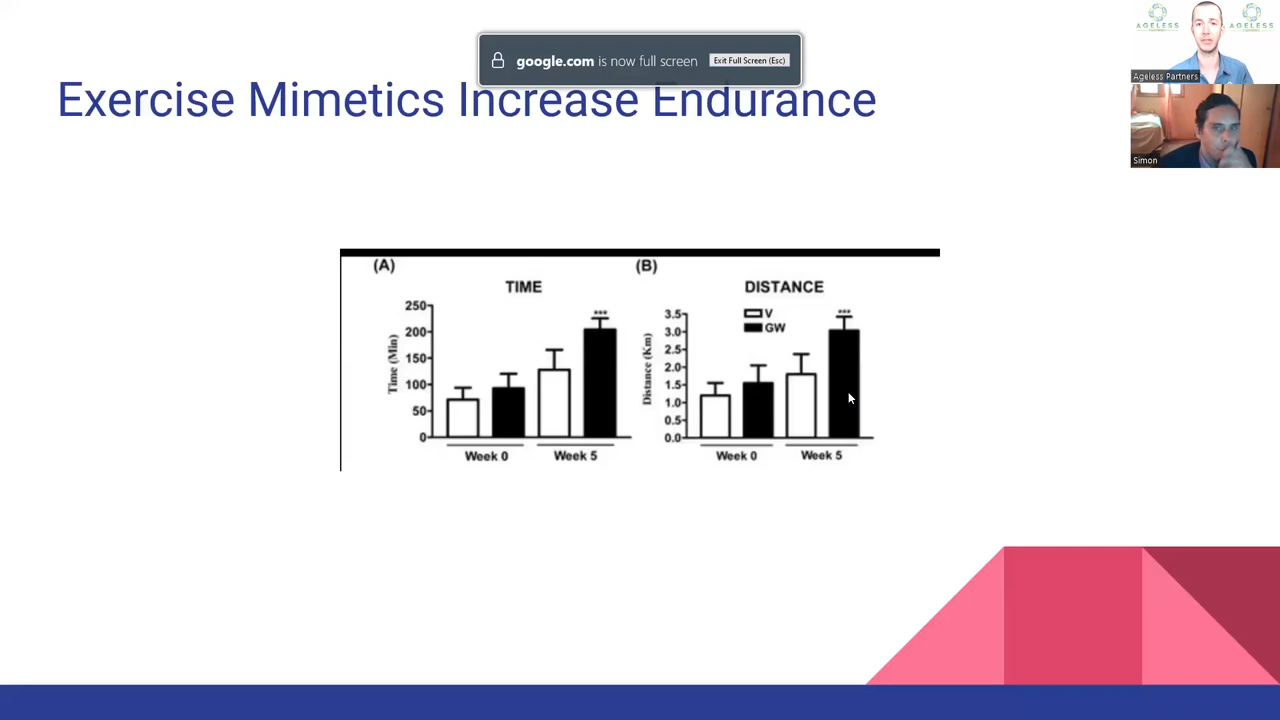 google.com is now full screen
Exit Full Screen (Esc)
AGELESS
AGELESS
Ageless Partners
Simon
Exercise Mimetics Increase Endurance
(A)
TIME
***
250
200
150
100
50
0
Time (Min)
Week 0
Week 5
(B)
DISTANCE
V
GW
***
3.5
3.0
2.5
2.0
1.5
1.0
0.5
0.0
Distance (Km)
Week 0
Week 5